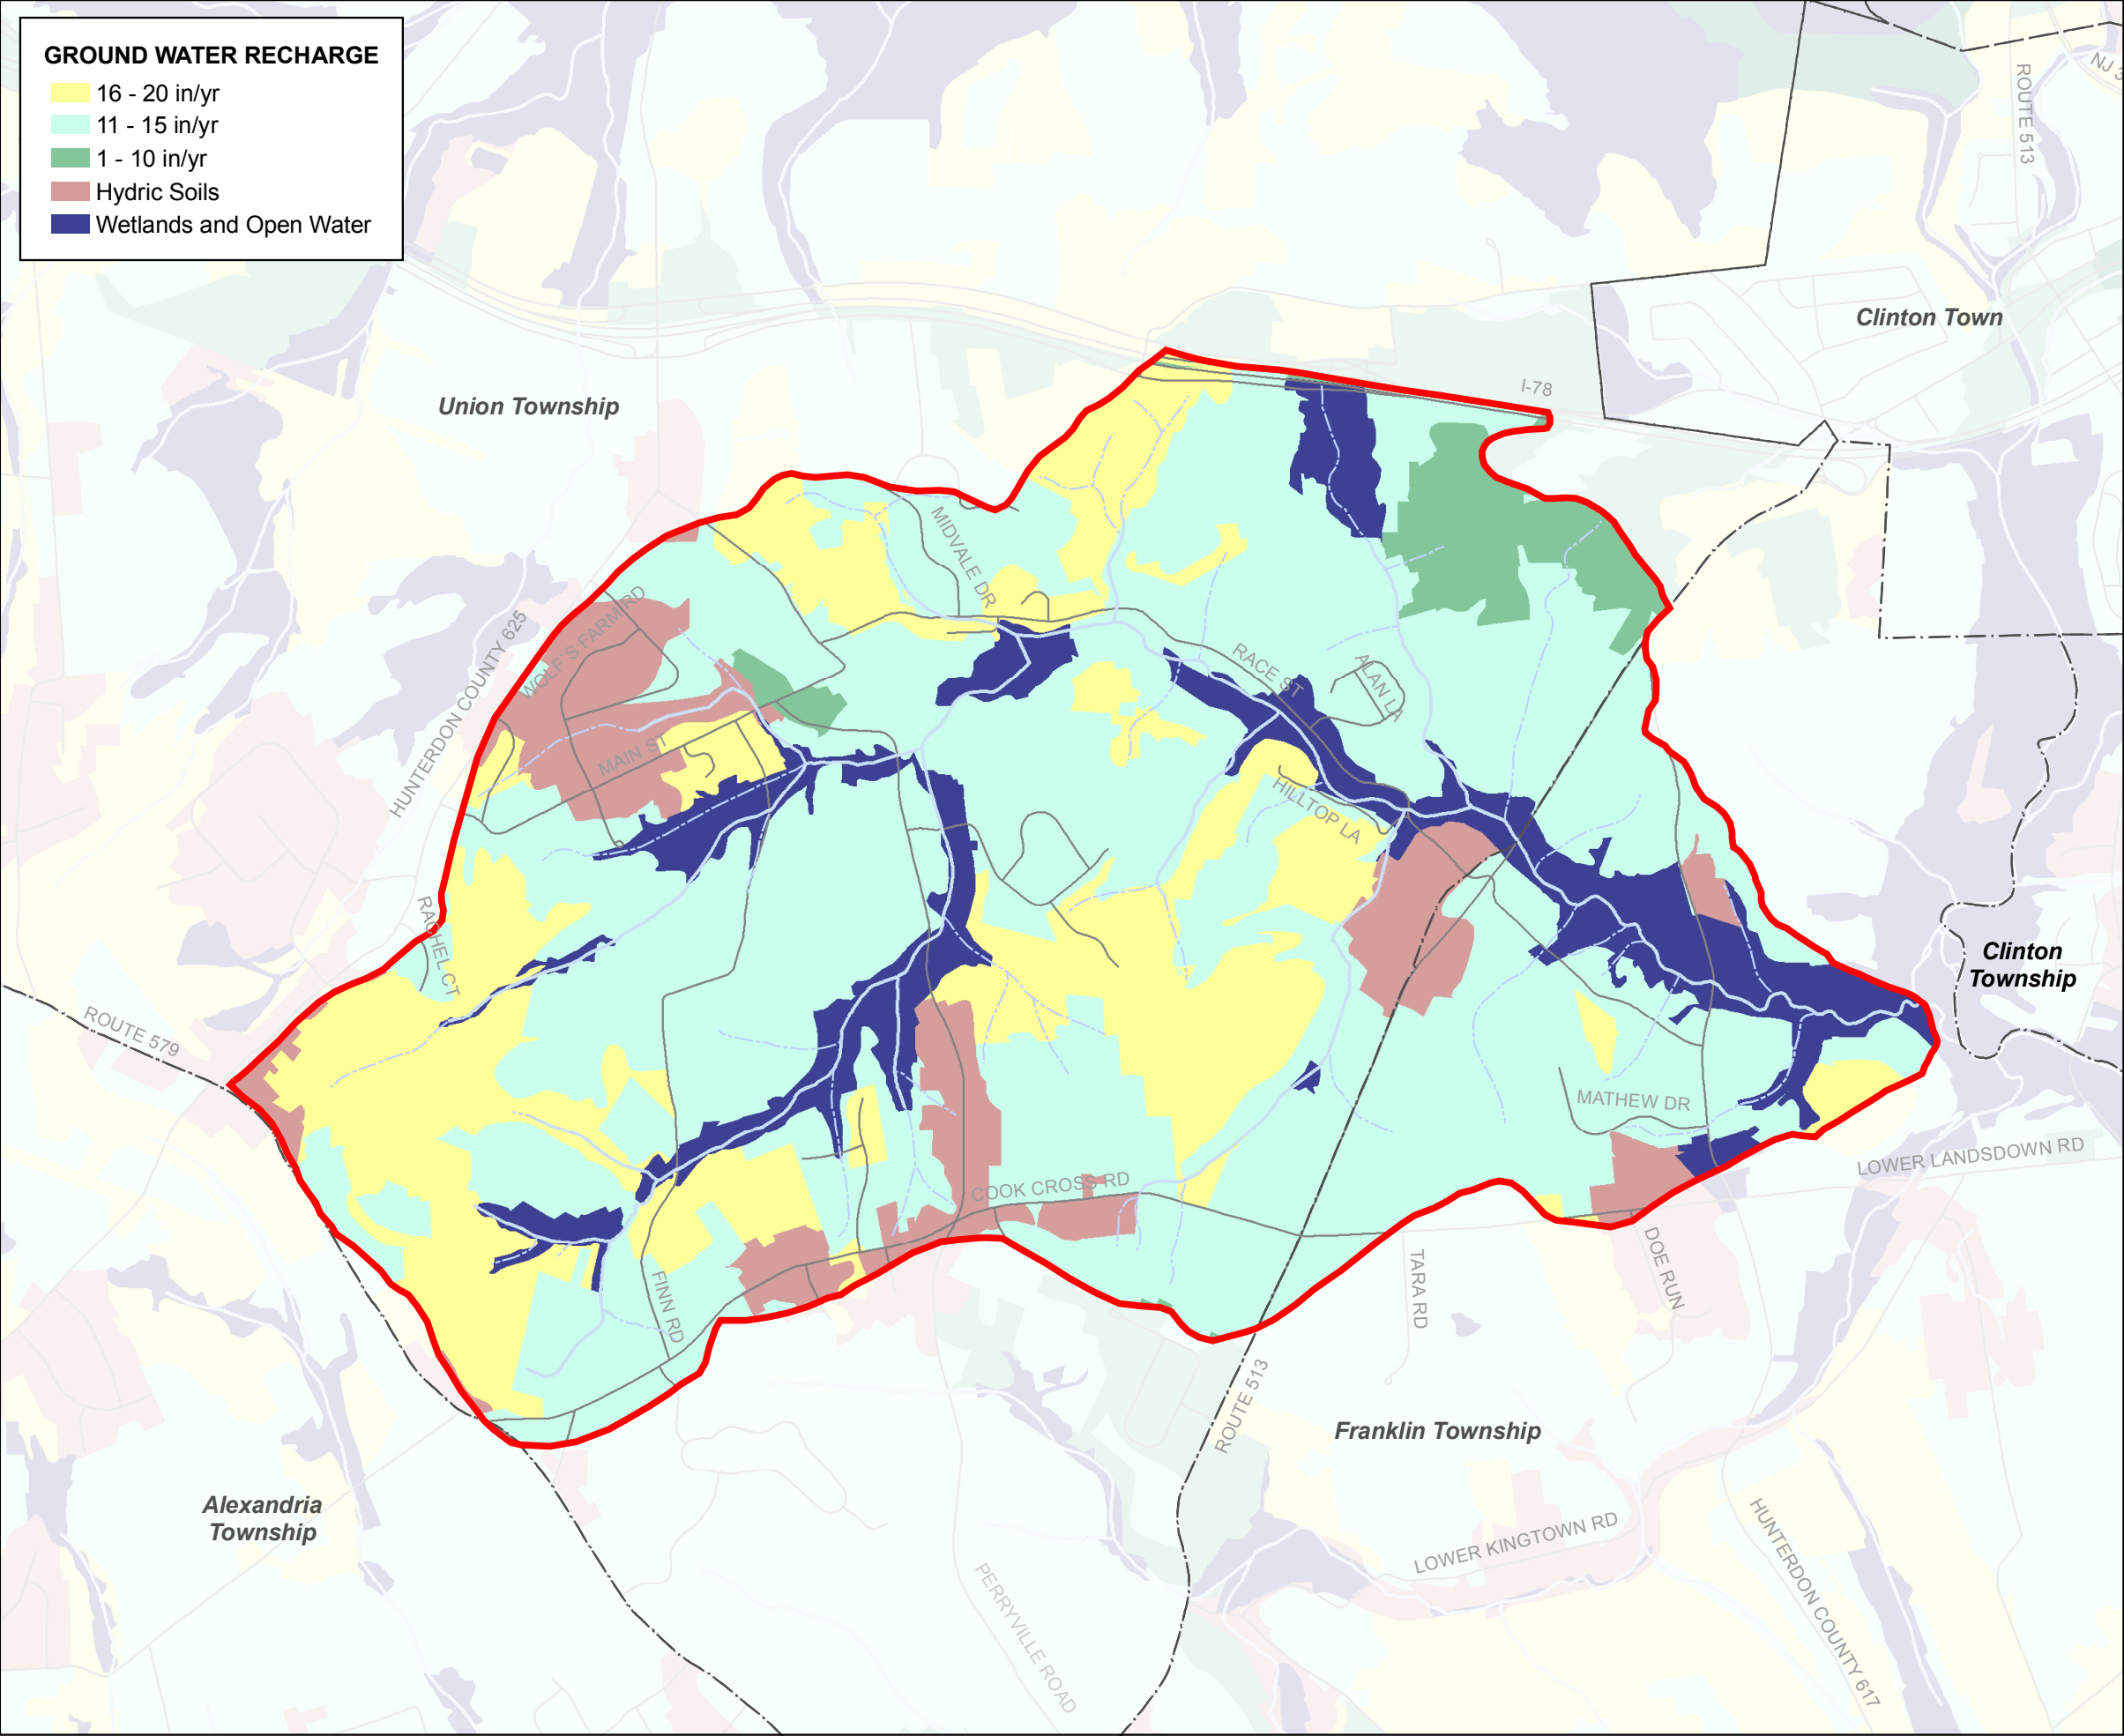 GROUND WATER RECHARGE
16 - 20 in/yr
11 - 15 in/yr
1 - 10 in/yr
Hydric Soils
Wetlands and Open Water
ROUTE 513
Clinton Town
I-78
Union Township
MIDVALE DR
WOLF'S FARM RD
HUNTERDON COUNTY 625
RACE ST
ALAN LA
MAIN ST
HILLTOP LA
RACHEL CT
Clinton
Township
ROUTE 579
MATHEW DR
LOWER LANDSDOWN RD
COOK CROSS RD
FINN RD
TARA RD
DOE RUN
ROUTE 513
Franklin Township
Alexandria
Township
LOWER KINGTOWN RD
HUNTERDON COUNTY 617
PERRYVILLE ROAD